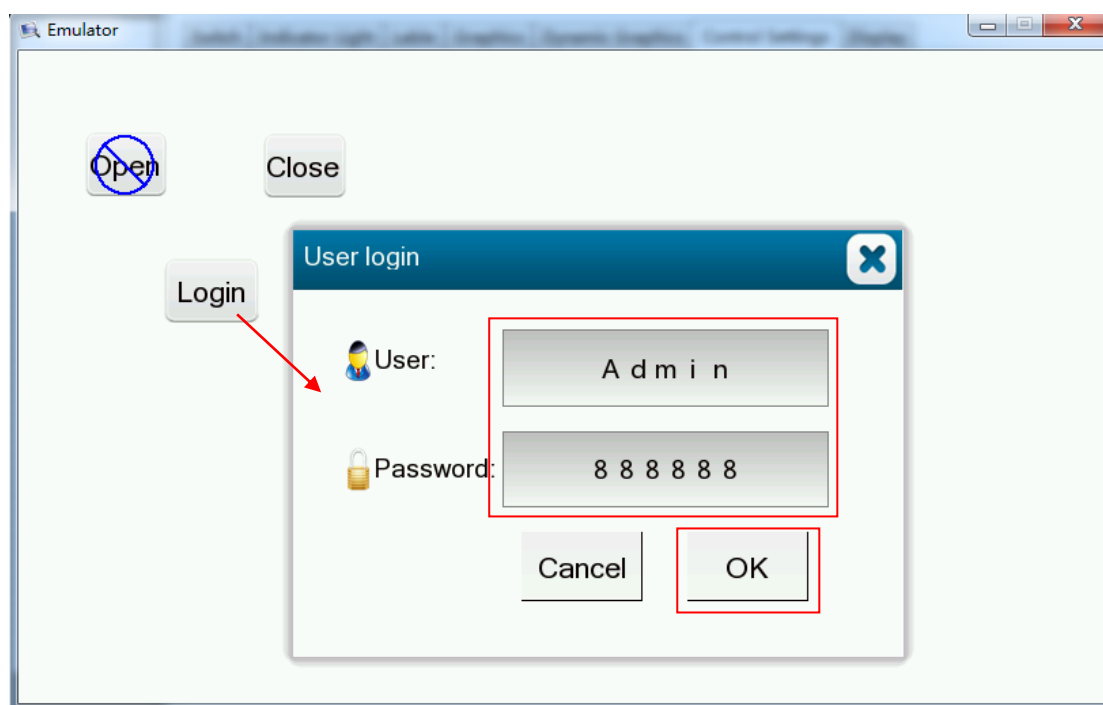 Emulator
Open
Close
User login
Login
User:
A d m i n
Password:
8 8 8 8 8 8
Cancel
OK